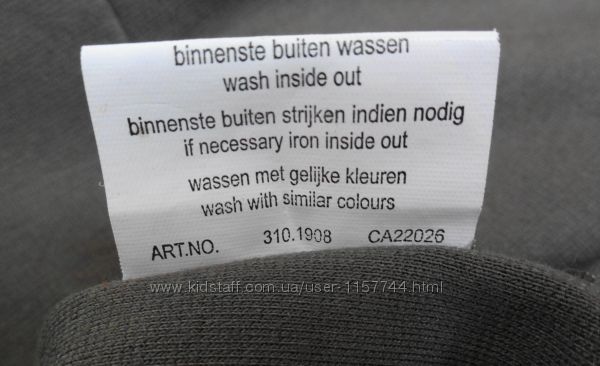 binnenste buiten wassen
wash inside out
binnenste buiten strijken indien nodig
if necessary iron inside out
wassen met gelijke kleuren
wash with similar colours
ART.NO. 310.1908 CA22026
www.kidstaff.com.ua/user-1157744.html